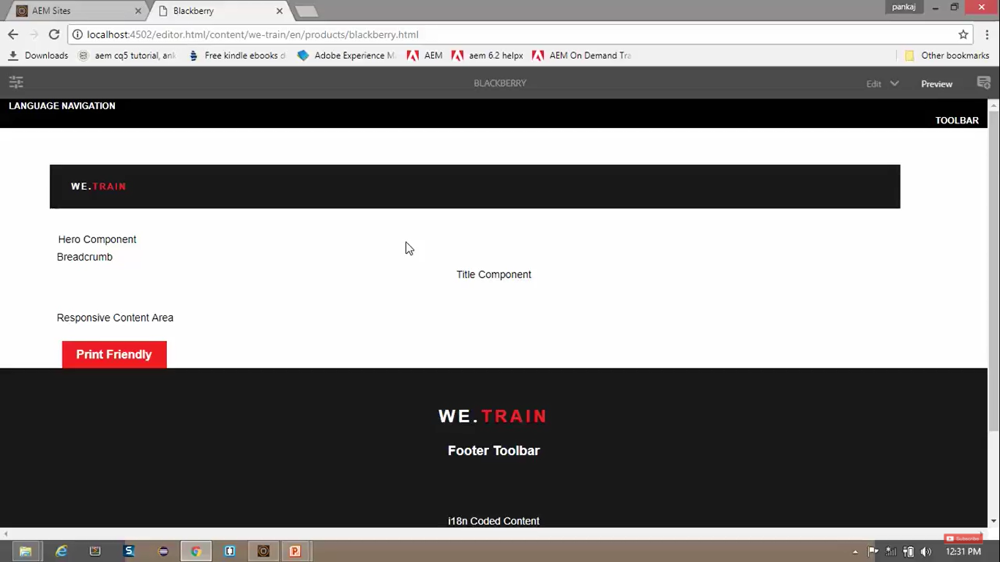 AEM Sites
Blackberry
pankaj
localhost:4502/editor.html/content/we-train/en/products/blackberry.html
Downloads
aem cq5 tutorial, ank
Free kindle ebooks d
Adobe Experience M
AEM
aem 6.2 helpx
AEM On Demand Tra
Other bookmarks
BLACKBERRY
Edit
Preview
LANGUAGE NAVIGATION
TOOLBAR
WE.TRAIN
Hero Component
Breadcrumb
Title Component
Responsive Content Area
Print Friendly
WE.TRAIN
Footer Toolbar
i18n Coded Content
Subscribe
12:31 PM